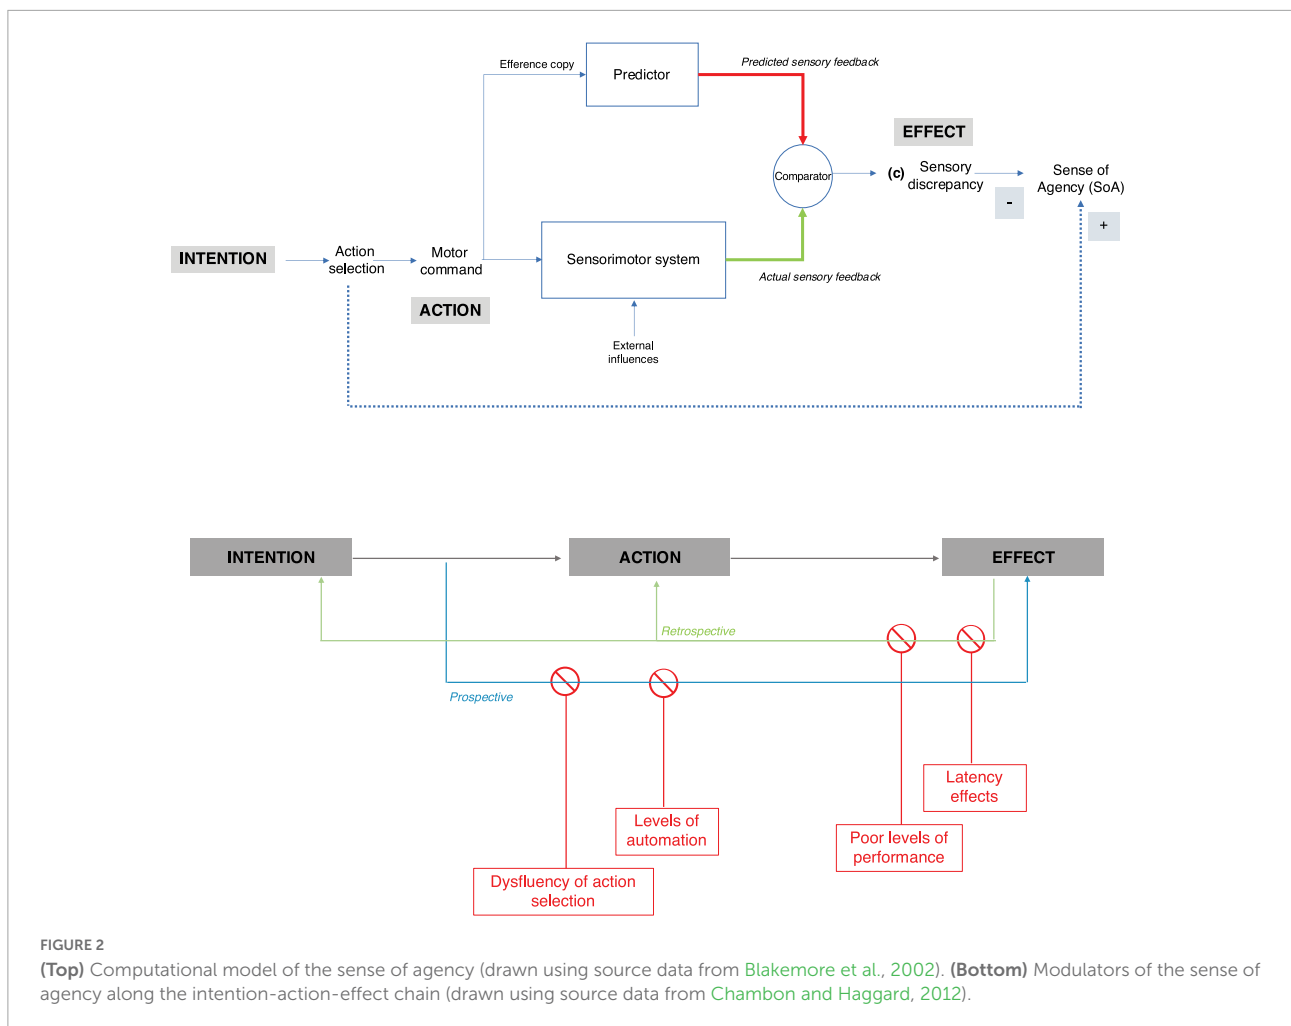 Efference copy
Predictor
Predicted sensory feedback
EFFECT
Comparator
(c) Sensory
discrepancy
-
Sense of
Agency (SoA)
+
INTENTION
Action
selection
Motor
command
ACTION
Sensorimotor system
Actual sensory feedback
External
influences
INTENTION
ACTION
EFFECT
Retrospective
Prospective
Latency
effects
Levels of
automation
Poor levels of
performance
Dysfluency of action
selection
FIGURE 2
(Top) Computational model of the sense of agency (drawn using source data from Blakemore et al., 2002). (Bottom) Modulators of the sense of
agency along the intention-action-effect chain (drawn using source data from Chambon and Haggard, 2012).